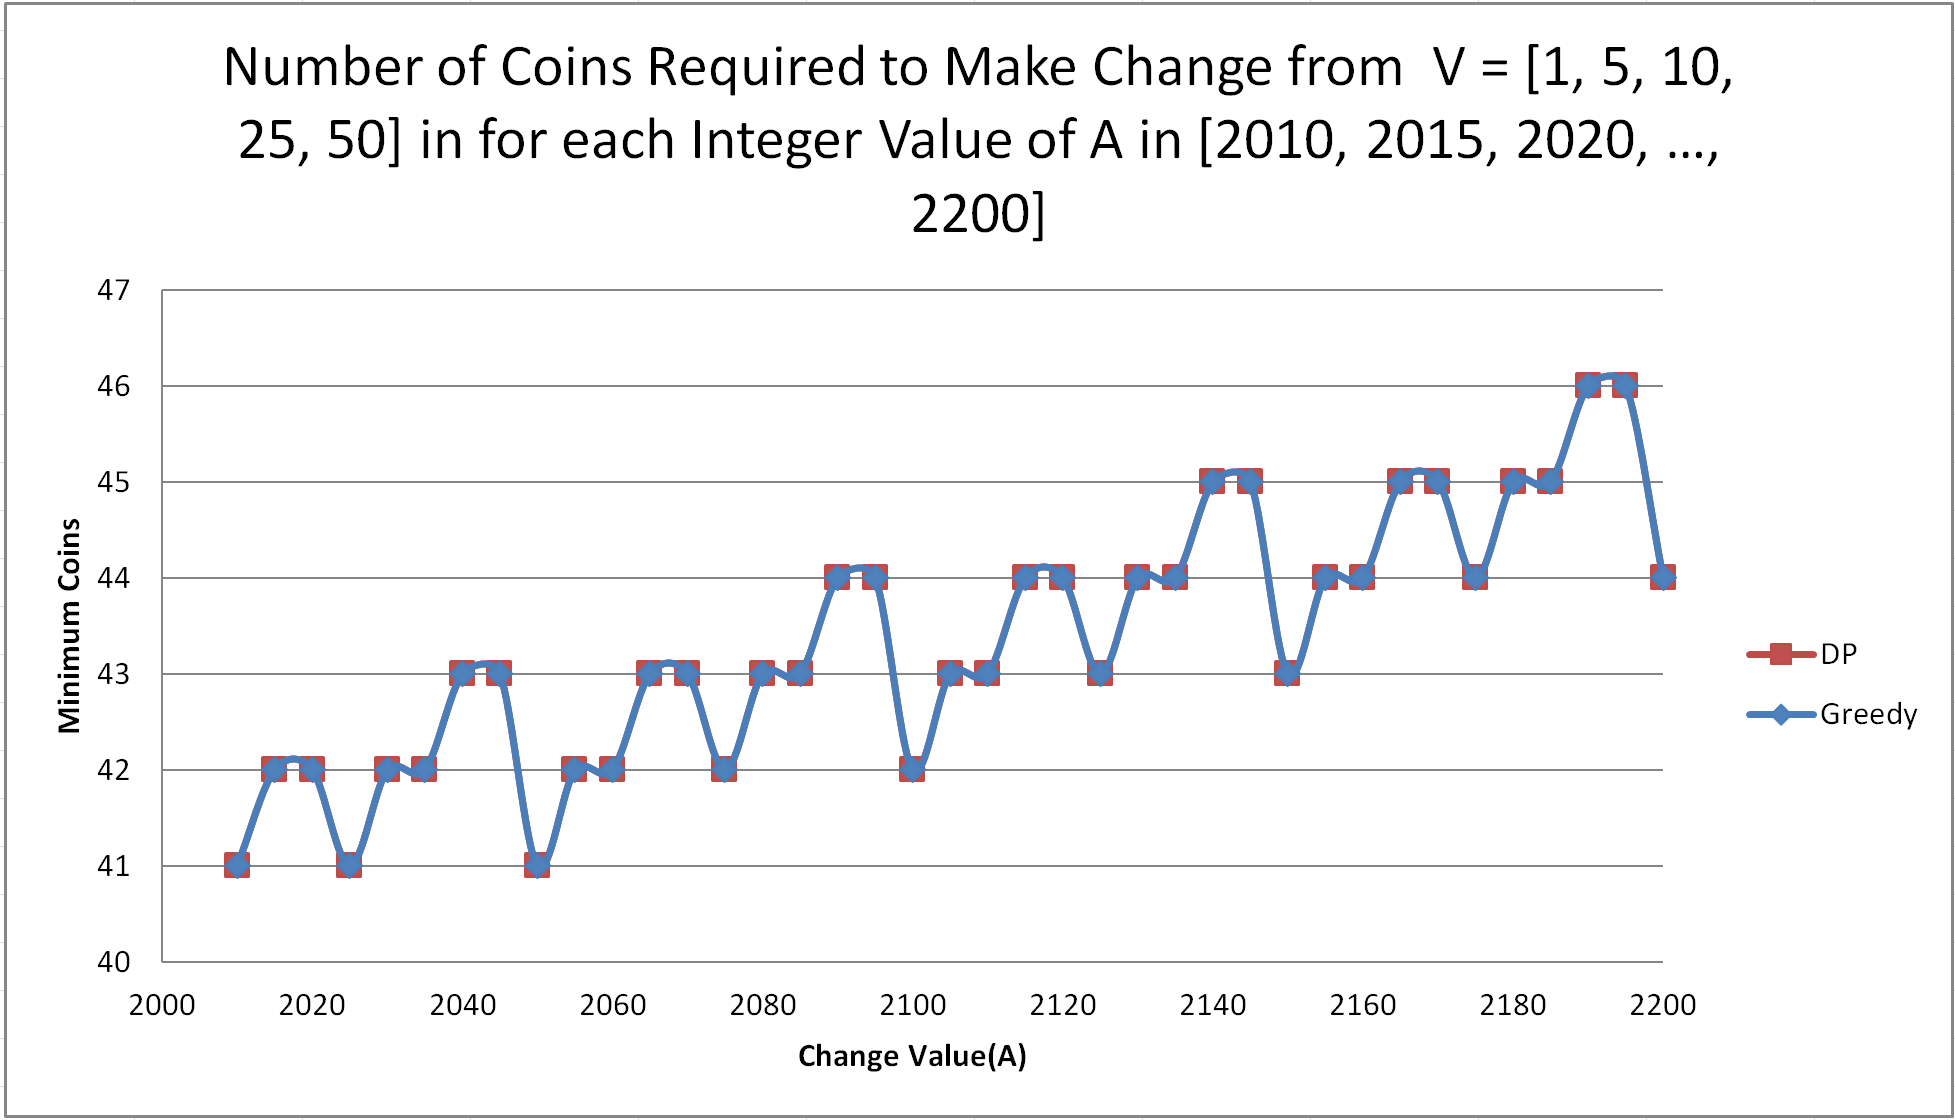 Number of Coins Required to Make Change from  V = [1, 5, 10,
25, 50] in for each Integer Value of A in [2010, 2015, 2020, ...,
2200]
47
46
45
44
43
42
41
40
Minimum Coins
DP
Greedy
2000 2020 2040 2060 2080 2100 2120 2140 2160 2180 2200
Change Value(A)